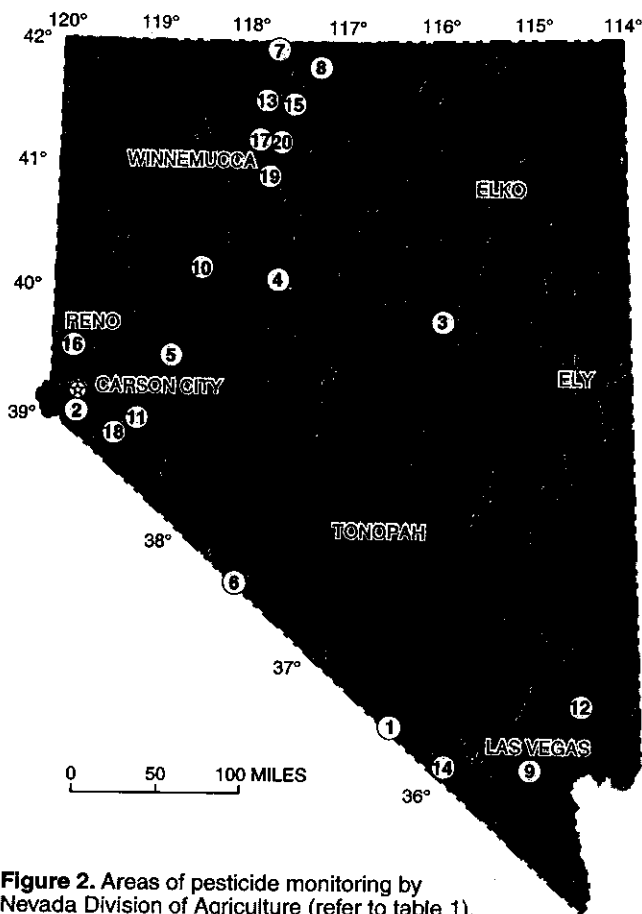 120° 119° 118° 117° 116° 115° 114°
42°
7
8
13 15
17 20
41°
WINNEMUCCA
19
ELKO
10
4
40°
3
RENO
16
5
ELY
CARSON CITY
39°
2
11
18
TONOPAH
38°
6
37°
12
1
LAS VEGAS
14
9
36°
0 50 100 MILES
Figure 2. Areas of pesticide monitoring by
Nevada Division of Agriculture (refer to table 1).